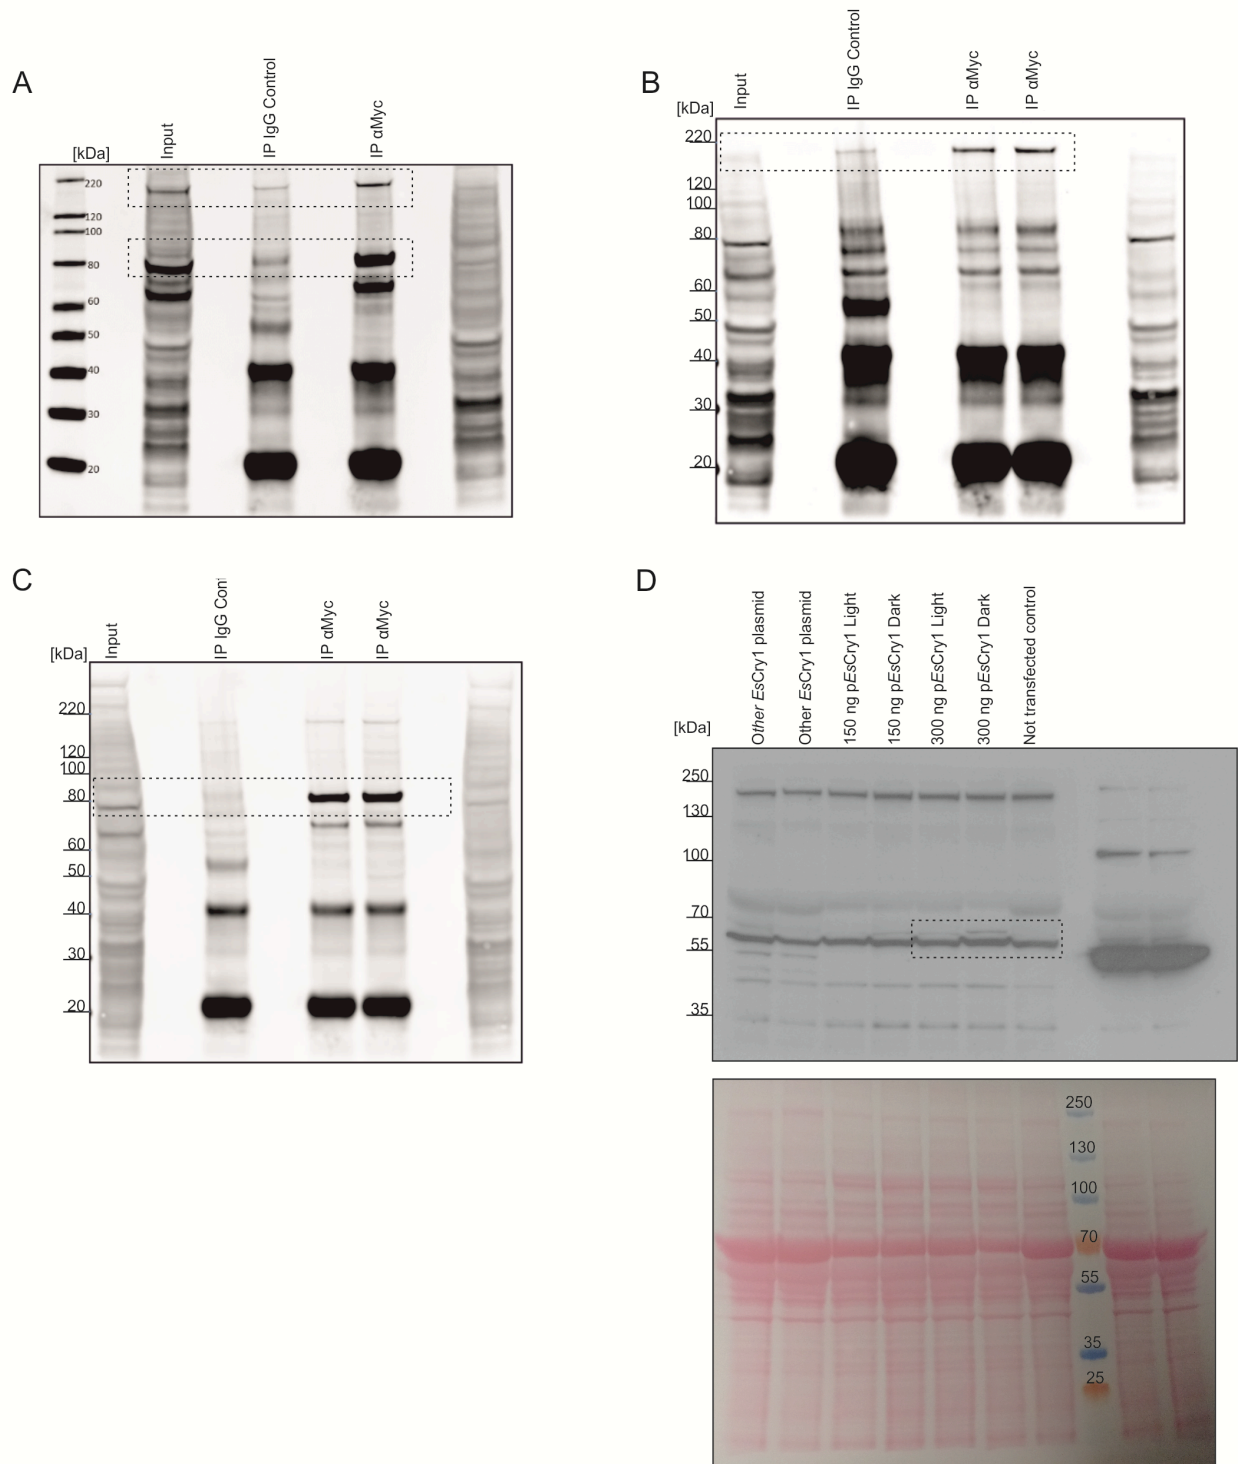 A
[kDa]
Input
IP IgG Control
IP αMyc
220
120
100
80
60
50
40
30
20
B
[kDa]
Input
IP IgG Control
IP αMyc
IP αMyc
220
120
100
80
60
50
40
30
20
C
[kDa]
Input
IP IgG Con
IP αMyc
IP αMyc
220
120
100
80
60
50
40
30
20
D
[kDa]
Other EsCry1 plasmid
Other EsCry1 plasmid
150 ng pEsCry1 Light
150 ng pEsCry1 Dark
300 ng pEsCry1 Light
300 ng pEsCry1 Dark
Not transfected control
250
130
100
70
55
35
250
130
100
70
55
35
25